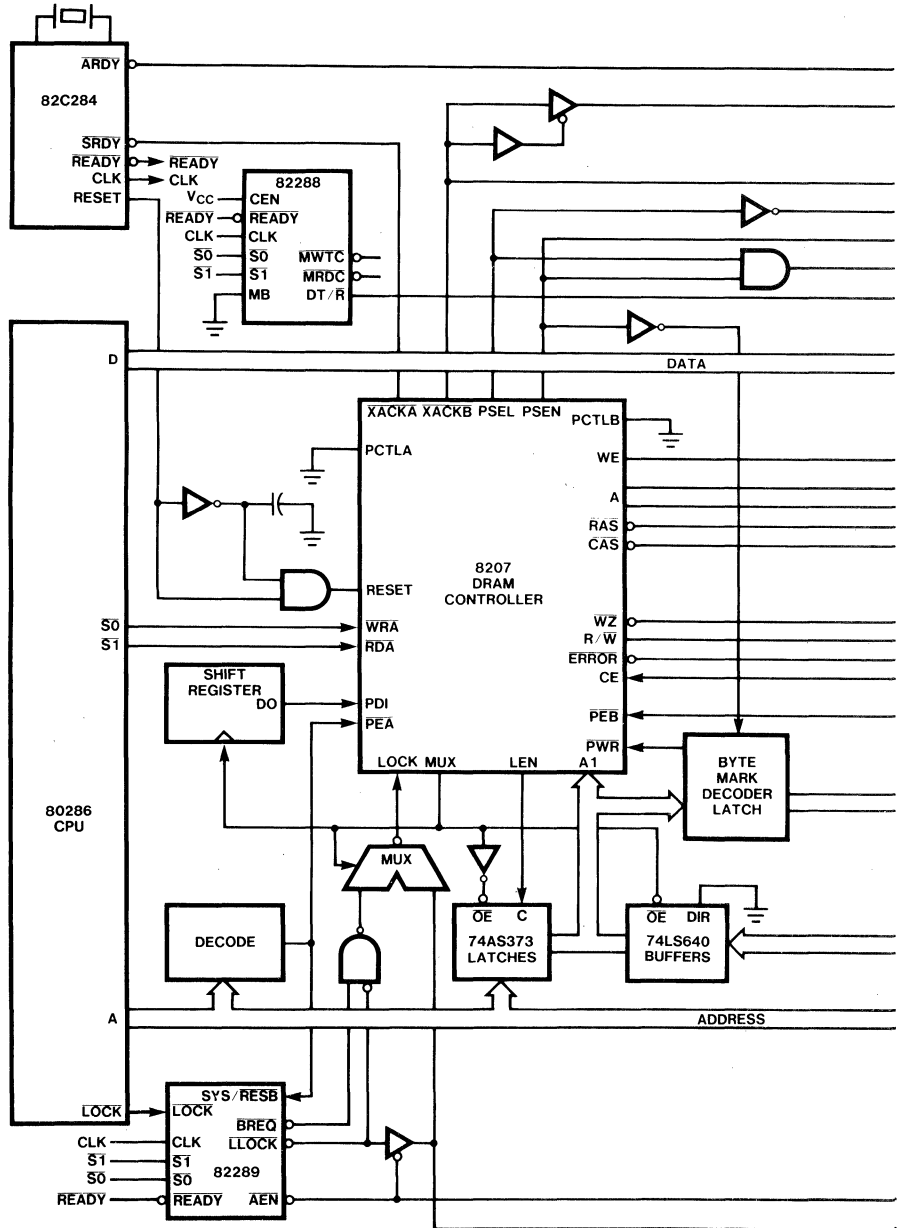 ARDY
82C284
SRDY
READY
READY
CLK
CLK
RESET
82288
VCC
CEN
READY
READY
CLK
CLK
S0
S0
MWTC
S1
S1
MRDC
MB
DT/R
D
DATA
XACKA XACKB PSEL PSEN
PCTLB
PCTLA
WE
A
RAS
CAS
8207
DRAM
CONTROLLER
RESET
S0
WRA
WZ
S1
RDA
R/W
ERROR
SHIFT
REGISTER
CE
DO
PDI
PEA
PEB
PWR
LOCK MUX LEN A1
BYTE
MARK
DECODER
LATCH
80286
CPU
MUX
OE C
OE DIR
DECODE
74AS373
LATCHES
74LS640
BUFFERS
A
ADDRESS
SYS/RESB
LOCK
LOCK
BREQ
CLK
CLK
LLOCK
S1
S1
82289
S0
S0
READY
READY
AEN